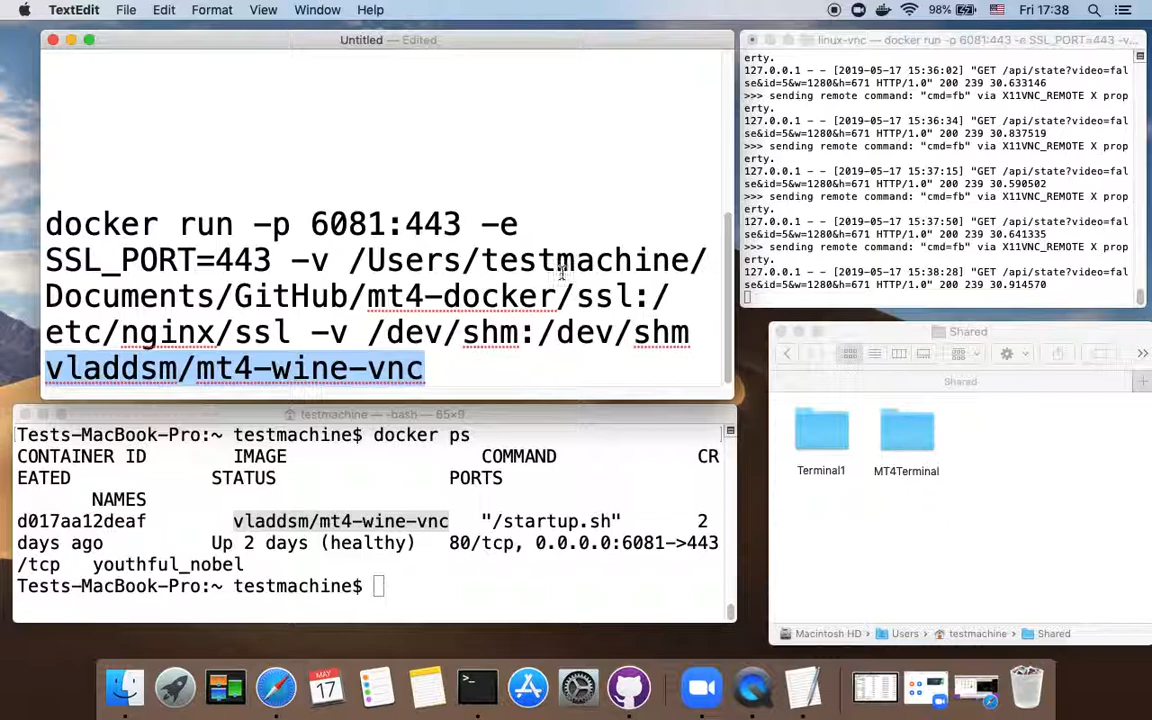 TextEdit File Edit Format View Window Help
98% Fri 17:38
Untitled — Edited
docker run -p 6081:443 -e
SSL_PORT=443 -v /Users/testmachine/
Documents/GitHub/mt4-docker/ssl:/
etc/nginx/ssl -v /dev/shm:/dev/shm
vladdsm/mt4-wine-vnc
linux-vnc — docker run -p 6081:443 -e SSL_PORT=443 -v...
erty.
127.0.0.1 - - [2019-05-17 15:36:02] "GET /api/state?video=fal
se&id=5&w=1280&h=671 HTTP/1.0" 200 239 30.633146
>>> sending remote command: "cmd=fb" via X11VNC_REMOTE X prop
erty.
127.0.0.1 - - [2019-05-17 15:36:34] "GET /api/state?video=fal
se&id=5&w=1280&h=671 HTTP/1.0" 200 239 30.837519
>>> sending remote command: "cmd=fb" via X11VNC_REMOTE X prop
erty.
127.0.0.1 - - [2019-05-17 15:37:15] "GET /api/state?video=fal
se&id=5&w=1280&h=671 HTTP/1.0" 200 239 30.590502
>>> sending remote command: "cmd=fb" via X11VNC_REMOTE X prop
erty.
127.0.0.1 - - [2019-05-17 15:37:50] "GET /api/state?video=fal
se&id=5&w=1280&h=671 HTTP/1.0" 200 239 30.641335
>>> sending remote command: "cmd=fb" via X11VNC_REMOTE X prop
erty.
127.0.0.1 - - [2019-05-17 15:38:28] "GET /api/state?video=fal
se&id=5&w=1280&h=671 HTTP/1.0" 200 239 30.914570
testmachine — -bash — 65×9
Tests-MacBook-Pro:~ testmachine$ docker ps
CONTAINER ID IMAGE COMMAND CR
EATED STATUS PORTS
NAMES
d017aa12deaf vladdsm/mt4-wine-vnc "/startup.sh" 2
days ago Up 2 days (healthy) 80/tcp, 0.0.0.0:6081->443
/tcp youthful_nobel
Tests-MacBook-Pro:~ testmachine$
Shared
Shared
Terminal1 MT4Terminal
Macintosh HD Users testmachine Shared
MAY
17